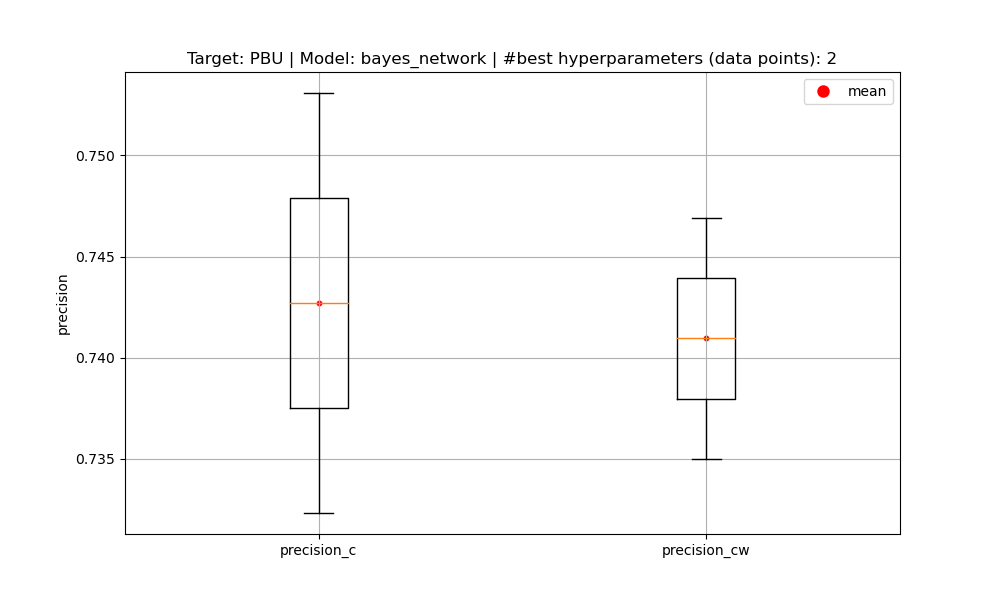 Target: PBU | Model: bayes_network | #best hyperparameters (data points): 2
mean
0.750
0.745
0.740
0.735
precision
precision_c
precision_cw